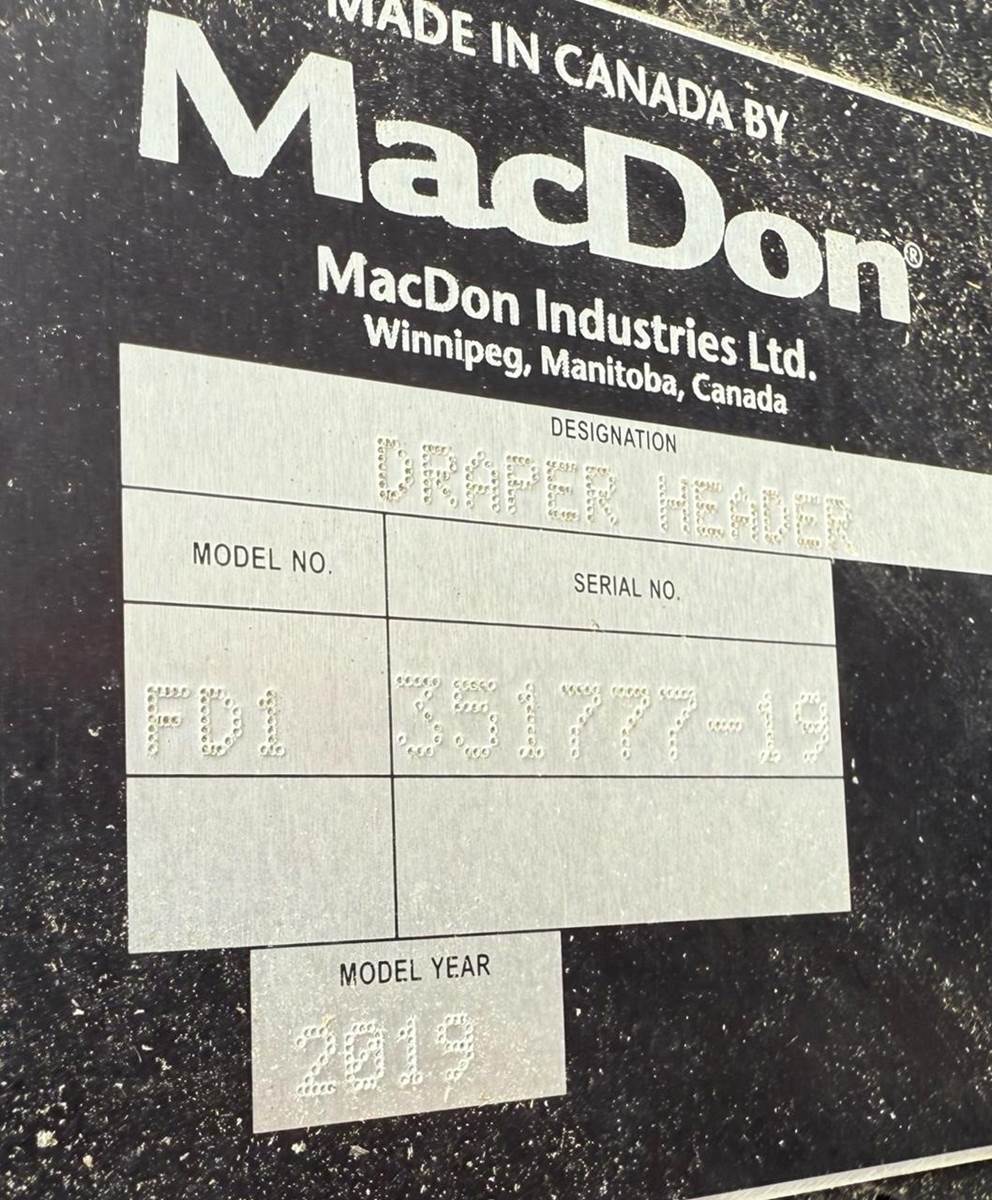 MADE IN CANADA BY
MacDon®
MacDon Industries Ltd.
Winnipeg, Manitoba, Canada
DESIGNATION
DRAPER HEADER
MODEL NO. SERIAL NO.
FD1 351777-19
MODEL YEAR
2019